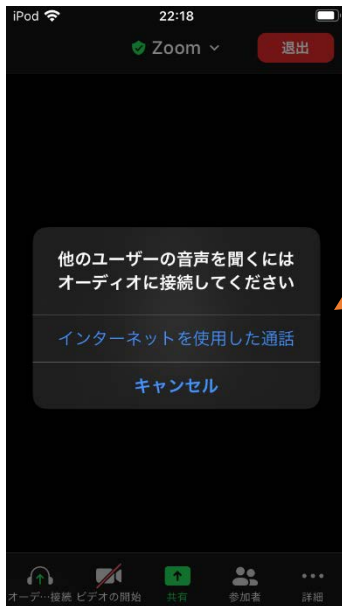 iPod 22:18
Zoom 退出
他のユーザーの音声を聞くには
オーディオに接続してください
インターネットを使用した通話
キャンセル
オーデ…接続 ビデオの開始 共有 参加者 詳細